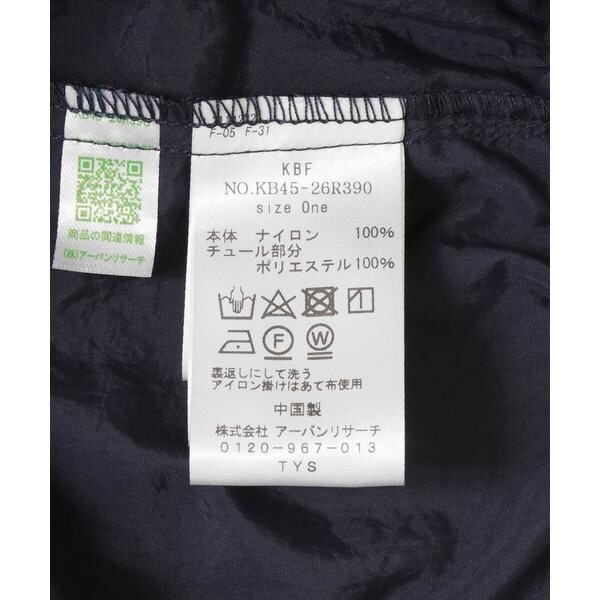 F-05 F-31
KBF
NO.KB45-26R390
size One
本体 ナイロン 100%
チュール部分
ポリエステル100%
F W
裏返しにして洗う
アイロン掛けはあて布使用
中国製
株式会社 アーバンリサーチ
0120-967-013
TYS
KB45-26R390
商品の関連情報
(株)アーバンリサーチ